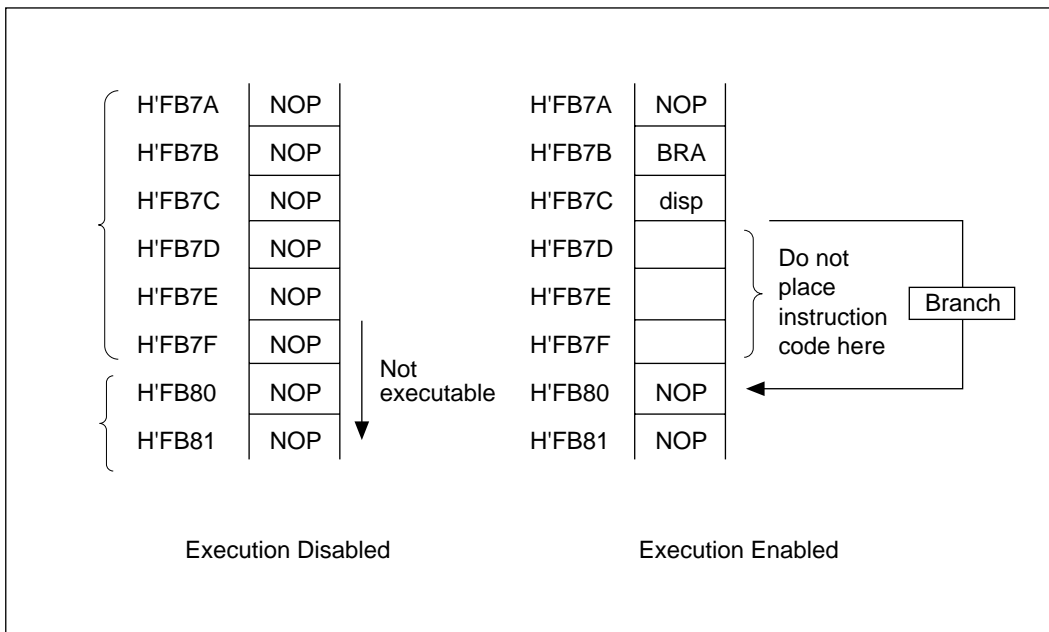 H'FB7A NOP
H'FB7B NOP
H'FB7C NOP
H'FB7D NOP
H'FB7E NOP
H'FB7F NOP
H'FB80 NOP
H'FB81 NOP
Not
executable
Execution Disabled
H'FB7A NOP
H'FB7B BRA
H'FB7C disp
H'FB7D
H'FB7E
H'FB7F
H'FB80 NOP
H'FB81 NOP
Do not
place
instruction
code here
Branch
Execution Enabled